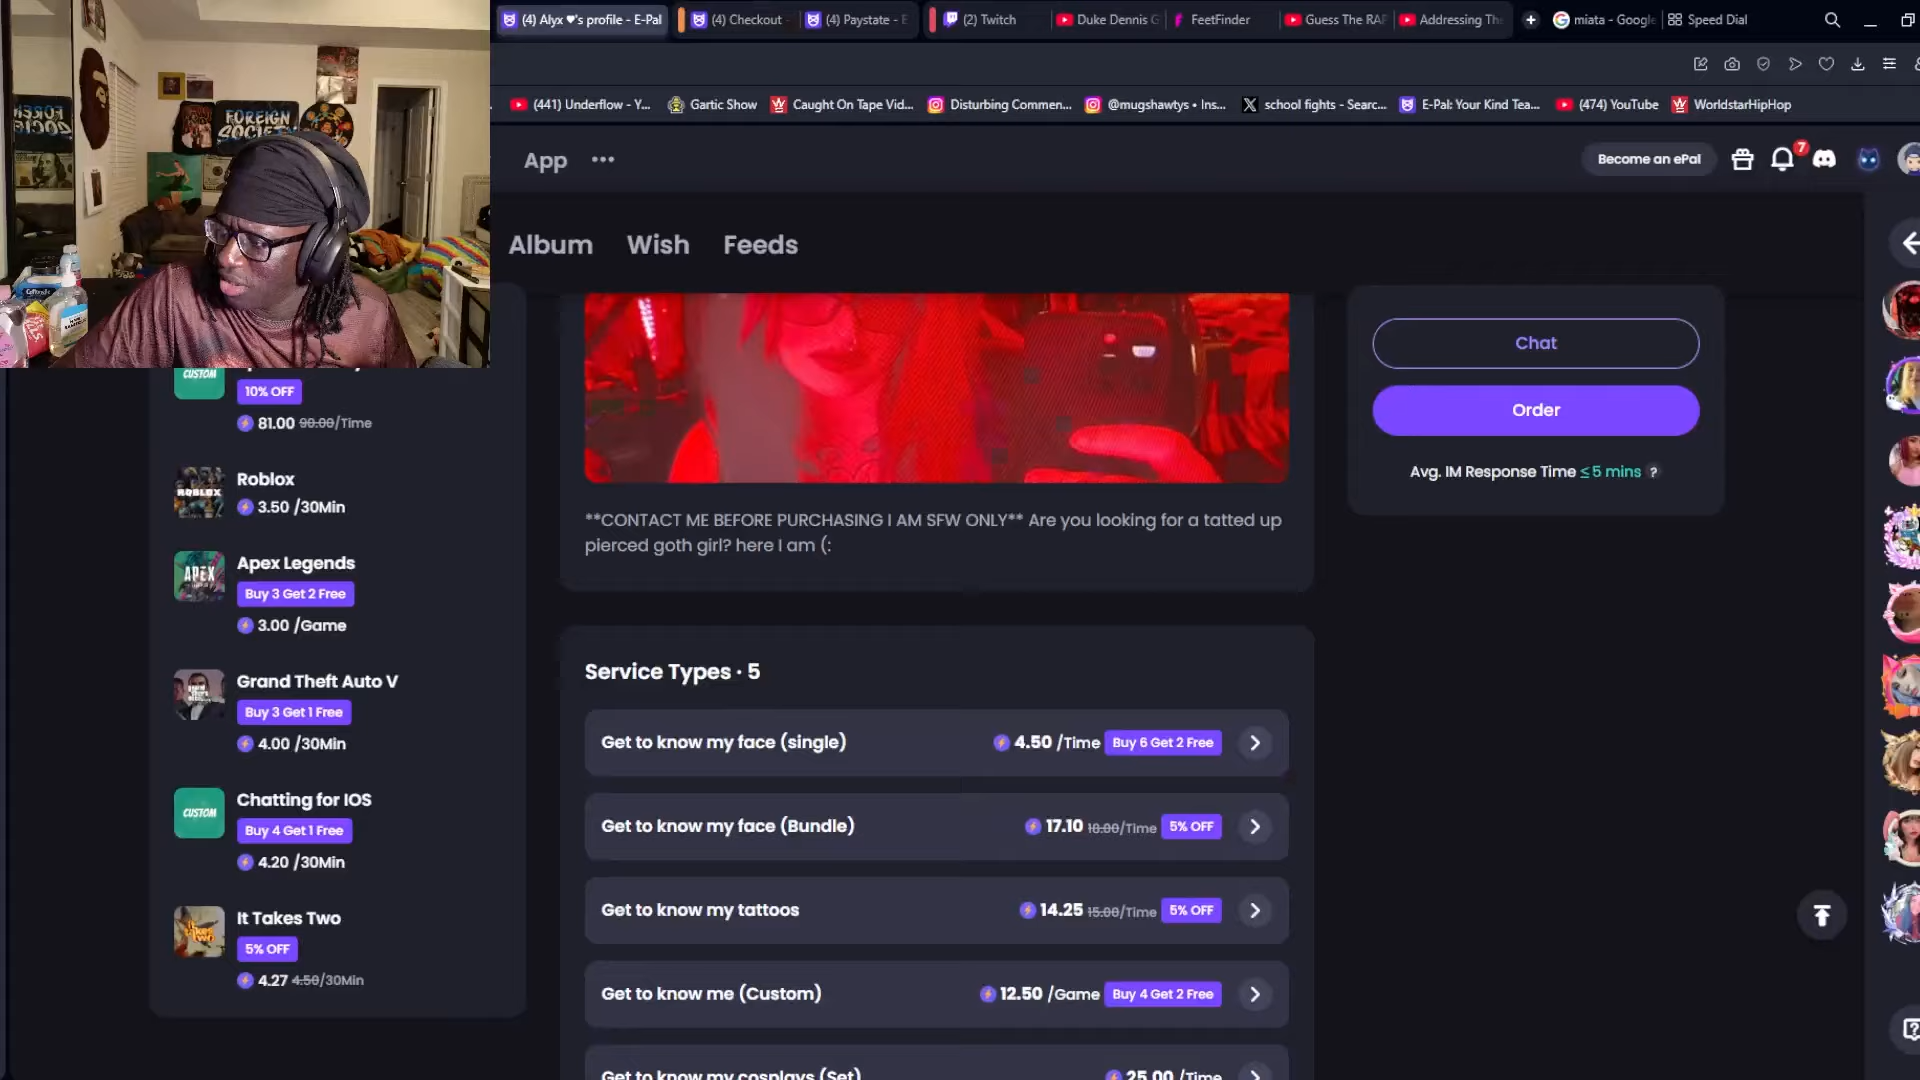 (4) Alyx ♥'s profile - E-Pal
(4) Checkout -
(4) Paystate - E
(2) Twitch
Duke Dennis G
FeetFinder
Guess The RAP
Addressing The
miata - Google
Speed Dial
(441) Underflow - Y...
Gartic Show
Caught On Tape Vid...
Disturbing Commen...
@mugshawtys • Ins...
school fights - Searc...
E-Pal: Your Kind Tea...
(474) YouTube
WorldstarHipHop
App
Become an ePal
7
Album Wish Feeds
FOREIGN
SOCIETY
CUSTOM
10% OFF
81.00 90.00/Time
ROBLOX
Roblox
3.50 /30Min
APEX
Apex Legends
Buy 3 Get 2 Free
3.00 /Game
Grand Theft Auto V
Buy 3 Get 1 Free
4.00 /30Min
CUSTOM
Chatting for IOS
Buy 4 Get 1 Free
4.20 /30Min
It Takes Two
5% OFF
4.27 4.50/30Min
**CONTACT ME BEFORE PURCHASING I AM SFW ONLY** Are you looking for a tatted up
pierced goth girl? here I am (:
Service Types · 5
Get to know my face (single) 4.50 /Time Buy 6 Get 2 Free
Get to know my face (Bundle) 17.10 18.00/Time 5% OFF
Get to know my tattoos 14.25 15.00/Time 5% OFF
Get to know me (Custom) 12.50 /Game Buy 4 Get 2 Free
Get to know my cosplays (Set) 25.00 /Time
Chat
Order
Avg. IM Response Time ≤5 mins ?